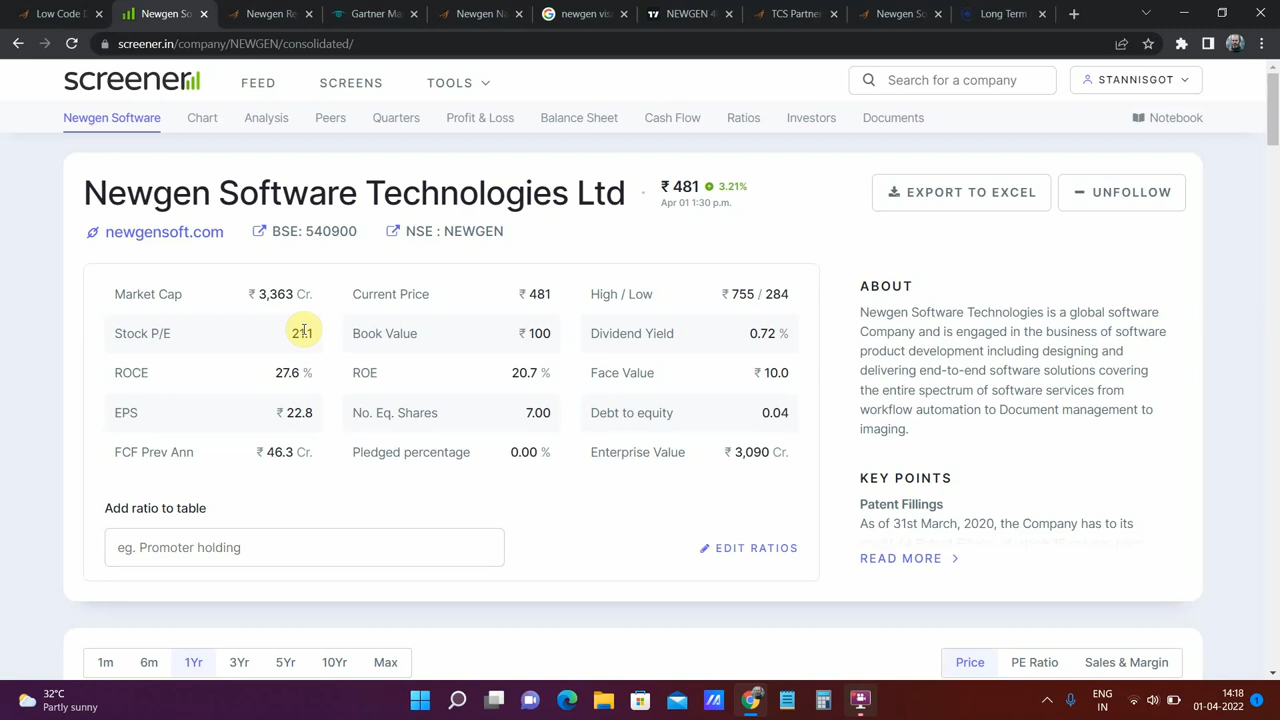 Low Code D
Newgen So
Newgen Re
Gartner Ma
Newgen Na
newgen visa
NEWGEN 4
TCS Partner
Newgen So
Long Term
screener.in/company/NEWGEN/consolidated/
screener
FEED
SCREENS
TOOLS
Search for a company
STANNISGOT
Newgen Software
Chart
Analysis
Peers
Quarters
Profit & Loss
Balance Sheet
Cash Flow
Ratios
Investors
Documents
Notebook
Newgen Software Technologies Ltd
₹ 481 3.21%
Apr 01 1:30 p.m.
EXPORT TO EXCEL
UNFOLLOW
newgensoft.com
BSE: 540900
NSE : NEWGEN
Market Cap ₹ 3,363 Cr.
Current Price ₹ 481
High / Low ₹ 755 / 284
Stock P/E 21.1
Book Value ₹ 100
Dividend Yield 0.72 %
ROCE 27.6 %
ROE 20.7 %
Face Value ₹ 10.0
EPS ₹ 22.8
No. Eq. Shares 7.00
Debt to equity 0.04
FCF Prev Ann ₹ 46.3 Cr.
Pledged percentage 0.00 %
Enterprise Value ₹ 3,090 Cr.
Add ratio to table
eg. Promoter holding
EDIT RATIOS
ABOUT
Newgen Software Technologies is a global software
Company and is engaged in the business of software
product development including designing and
delivering end-to-end software solutions covering
the entire spectrum of software services from
workflow automation to Document management to
imaging.
KEY POINTS
Patent Fillings
As of 31st March, 2020, the Company has to its
READ MORE
1m
6m
1Yr
3Yr
5Yr
10Yr
Max
Price
PE Ratio
Sales & Margin
32°C
Partly sunny
ENG
IN
14:18
01-04-2022
1